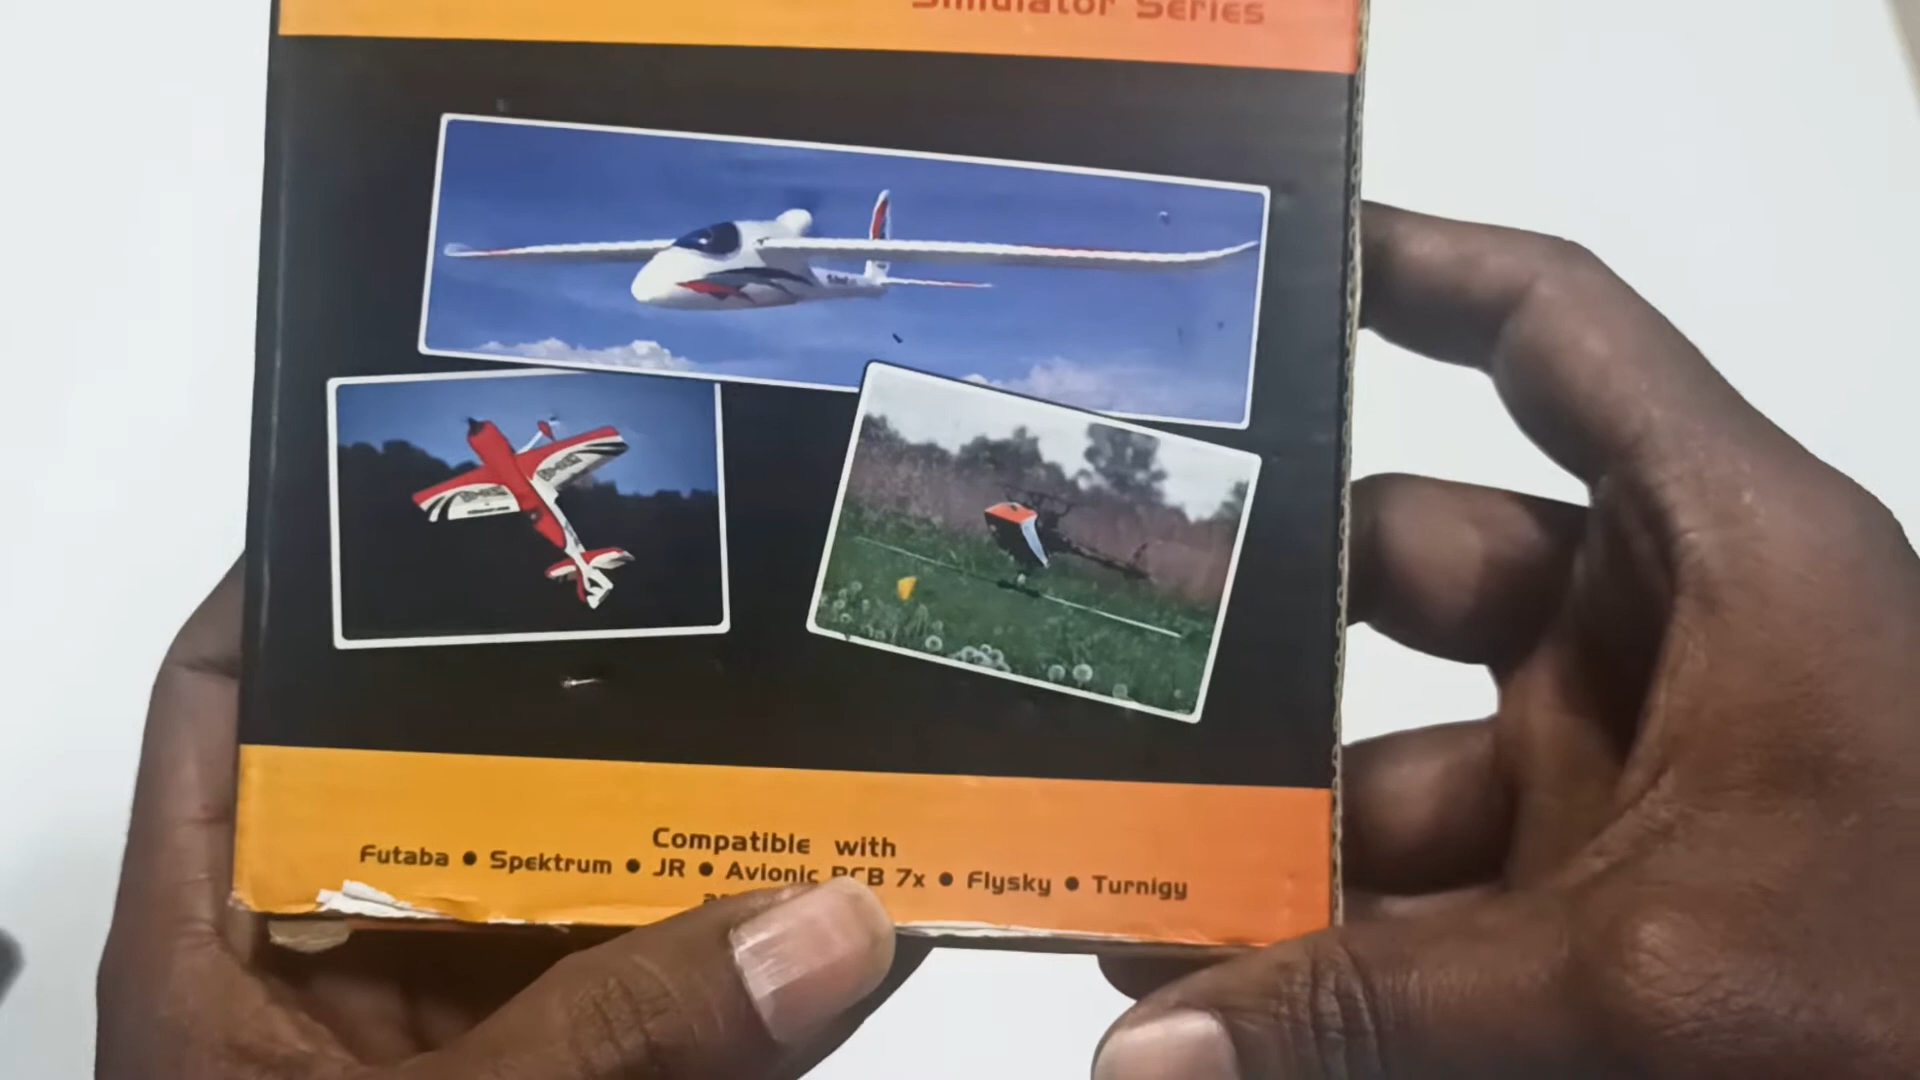 Simulator Series
Compatible with
Futaba • Spektrum • JR • Avionic RCB 7x • Flysky • Turnigy